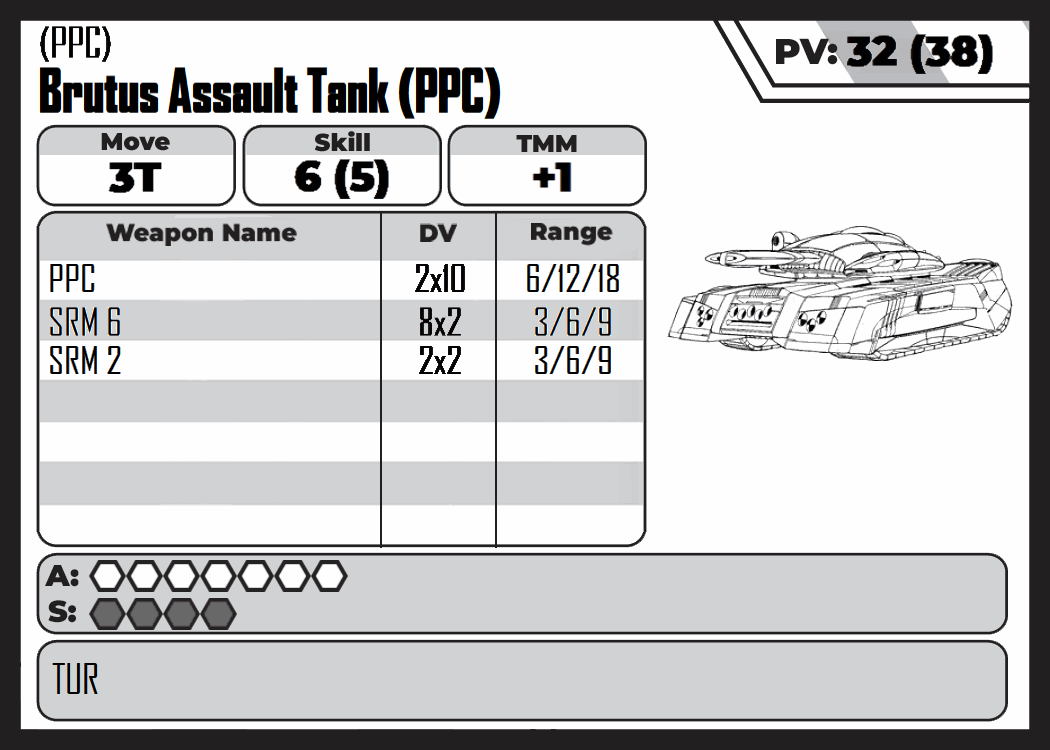 (PPC)
Brutus Assault Tank (PPC)
PV: 32 (38)
Move Skill TMM
3T 6 (5) +1
Weapon Name DV Range
PPC 2x10 6/12/18
SRM 6 8x2 3/6/9
SRM 2 2x2 3/6/9
A:
S:
TUR